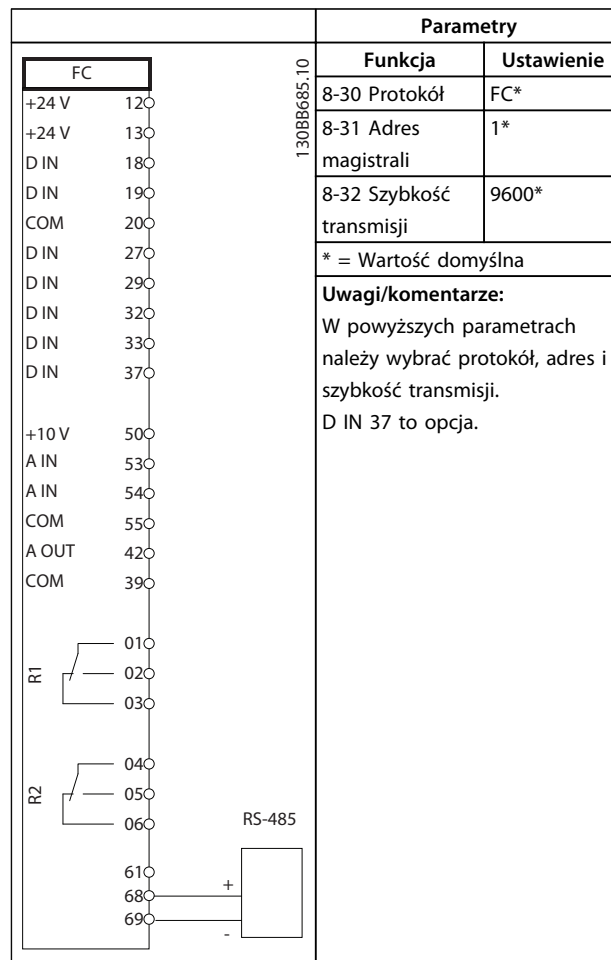 FC
130BB685.10
+24 V 12
+24 V 13
D IN 18
D IN 19
COM 20
D IN 27
D IN 29
D IN 32
D IN 33
D IN 37
+10 V 50
A IN 53
A IN 54
COM 55
A OUT 42
COM 39
R1
01
02
03
R2
04
05
06
RS-485
61
68 +
69 -
Parametry
Funkcja Ustawienie
8-30 Protokół FC*
8-31 Adres 1*
magistrali
8-32 Szybkość 9600*
transmisji
* = Wartość domyślna
Uwagi/komentarze:
W powyższych parametrach
należy wybrać protokół, adres i
szybkość transmisji.
D IN 37 to opcja.